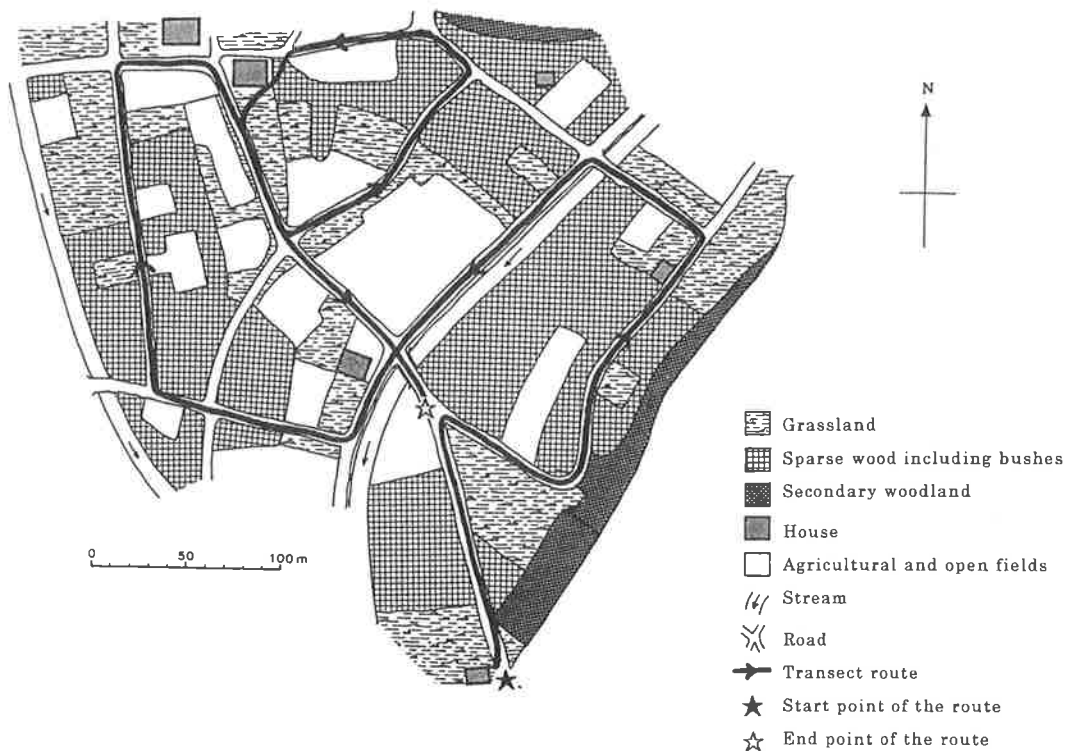 N
Grassland
Sparse wood including bushes
Secondary woodland
House
Agricultural and open fields
Stream
Road
Transect route
Start point of the route
End point of the route
0 50 100 m